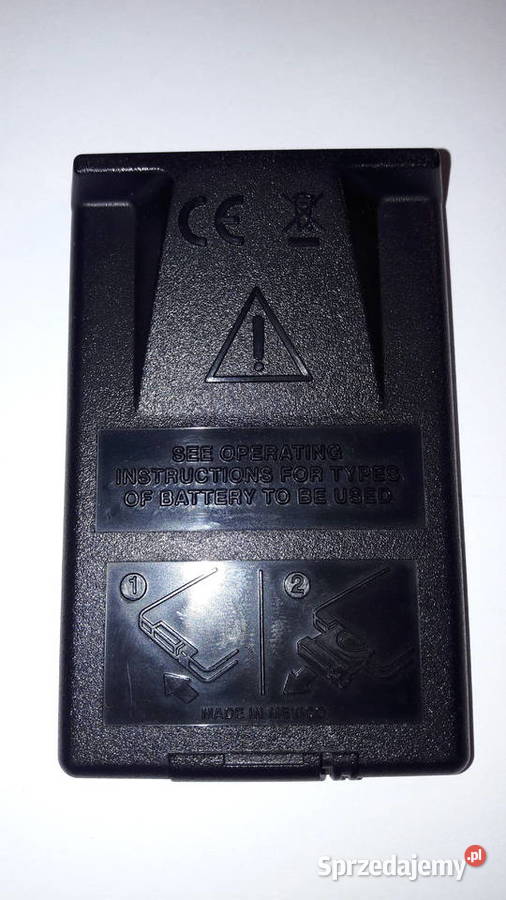 CE
SEE OPERATING
INSTRUCTIONS FOR TYPES
OF BATTERY TO BE USED
1 2
MADE IN MEXICO
Sprzedajemy.pl